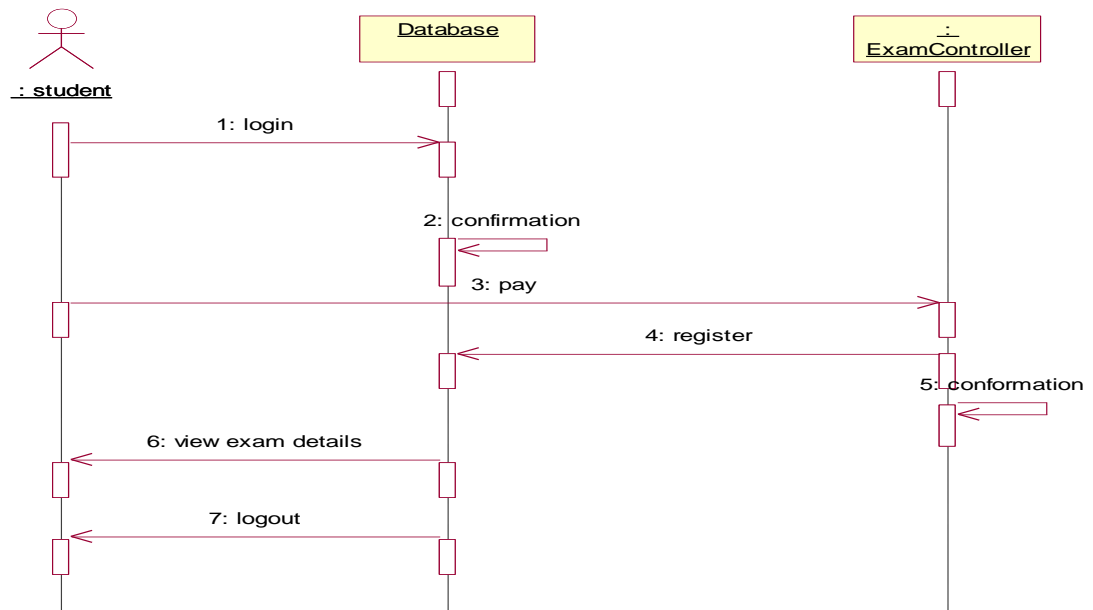 Database
:
ExamController
: student
1: login
2: confirmation
3: pay
4: register
5: conformation
6: view exam details
7: logout